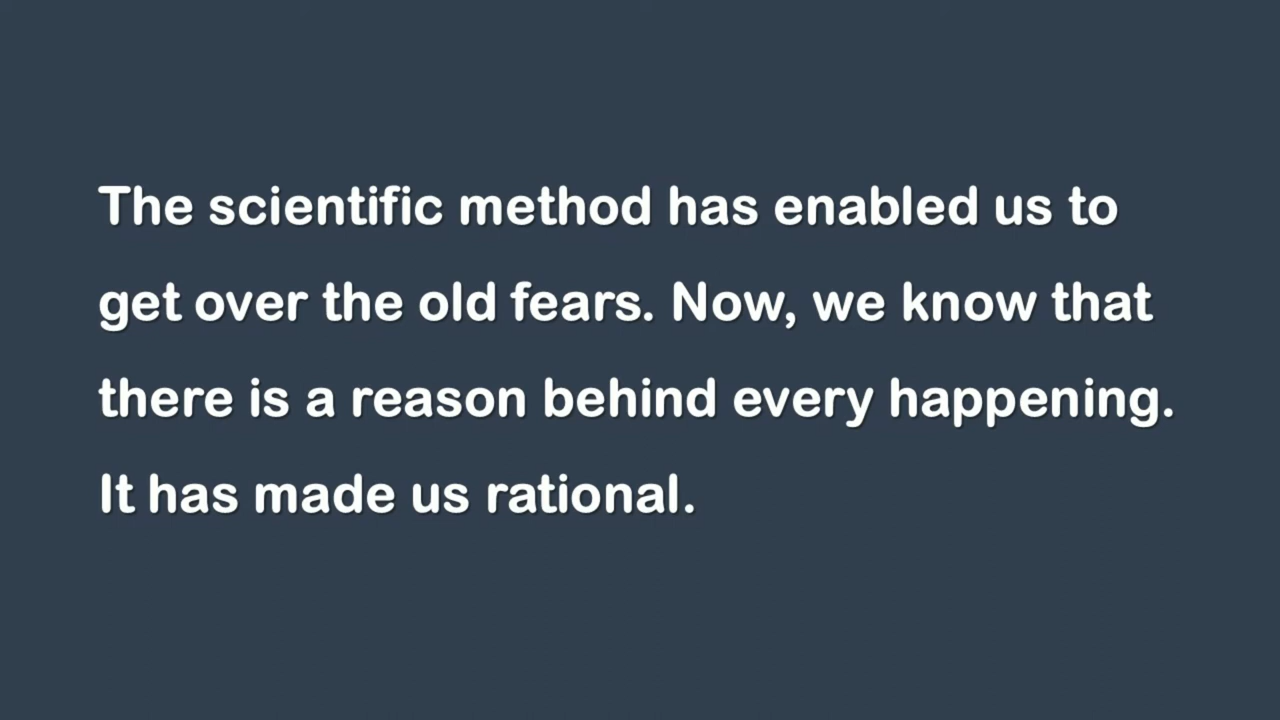 The scientific method has enabled us to
get over the old fears. Now, we know that
there is a reason behind every happening.
It has made us rational.